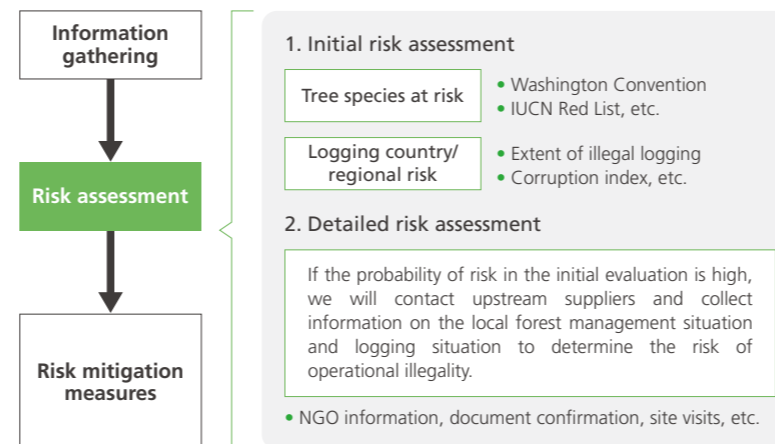 Information
gathering
Risk assessment
Risk mitigation
measures
1. Initial risk assessment
Tree species at risk
• Washington Convention
• IUCN Red List, etc.
Logging country/
regional risk
• Extent of illegal logging
• Corruption index, etc.
2. Detailed risk assessment
If the probability of risk in the initial evaluation is high,
we will contact upstream suppliers and collect
information on the local forest management situation
and logging situation to determine the risk of
operational illegality.
• NGO information, document confirmation, site visits, etc.